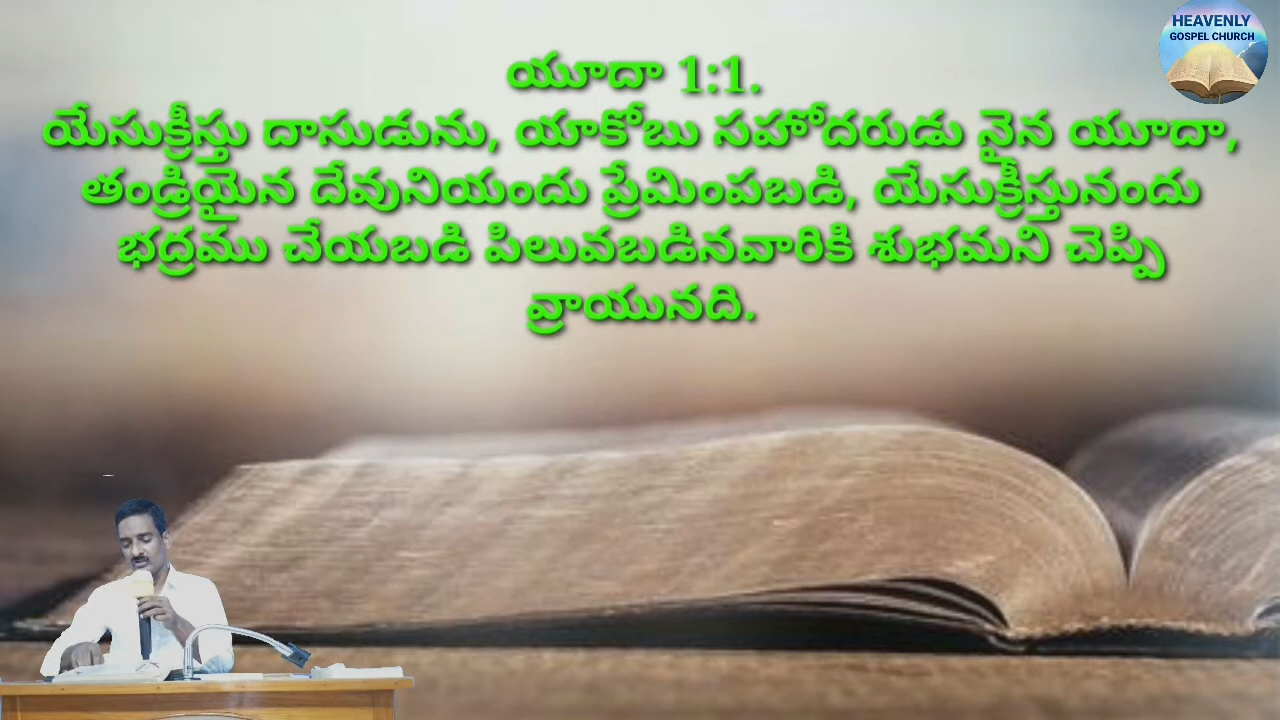 HEAVENLY
GOSPEL CHURCH
యూదా 1:1.
యేసుక్రీస్తు దాసుడును, యాకోబు సహోదరుడు నైన యూదా,
తండ్రియైన దేవునియందు ప్రేమింపబడి, యేసుక్రీస్తునందు
భద్రము చేయబడి పిలువబడినవారికి శుభమని చెప్పి
వ్రాయునది.